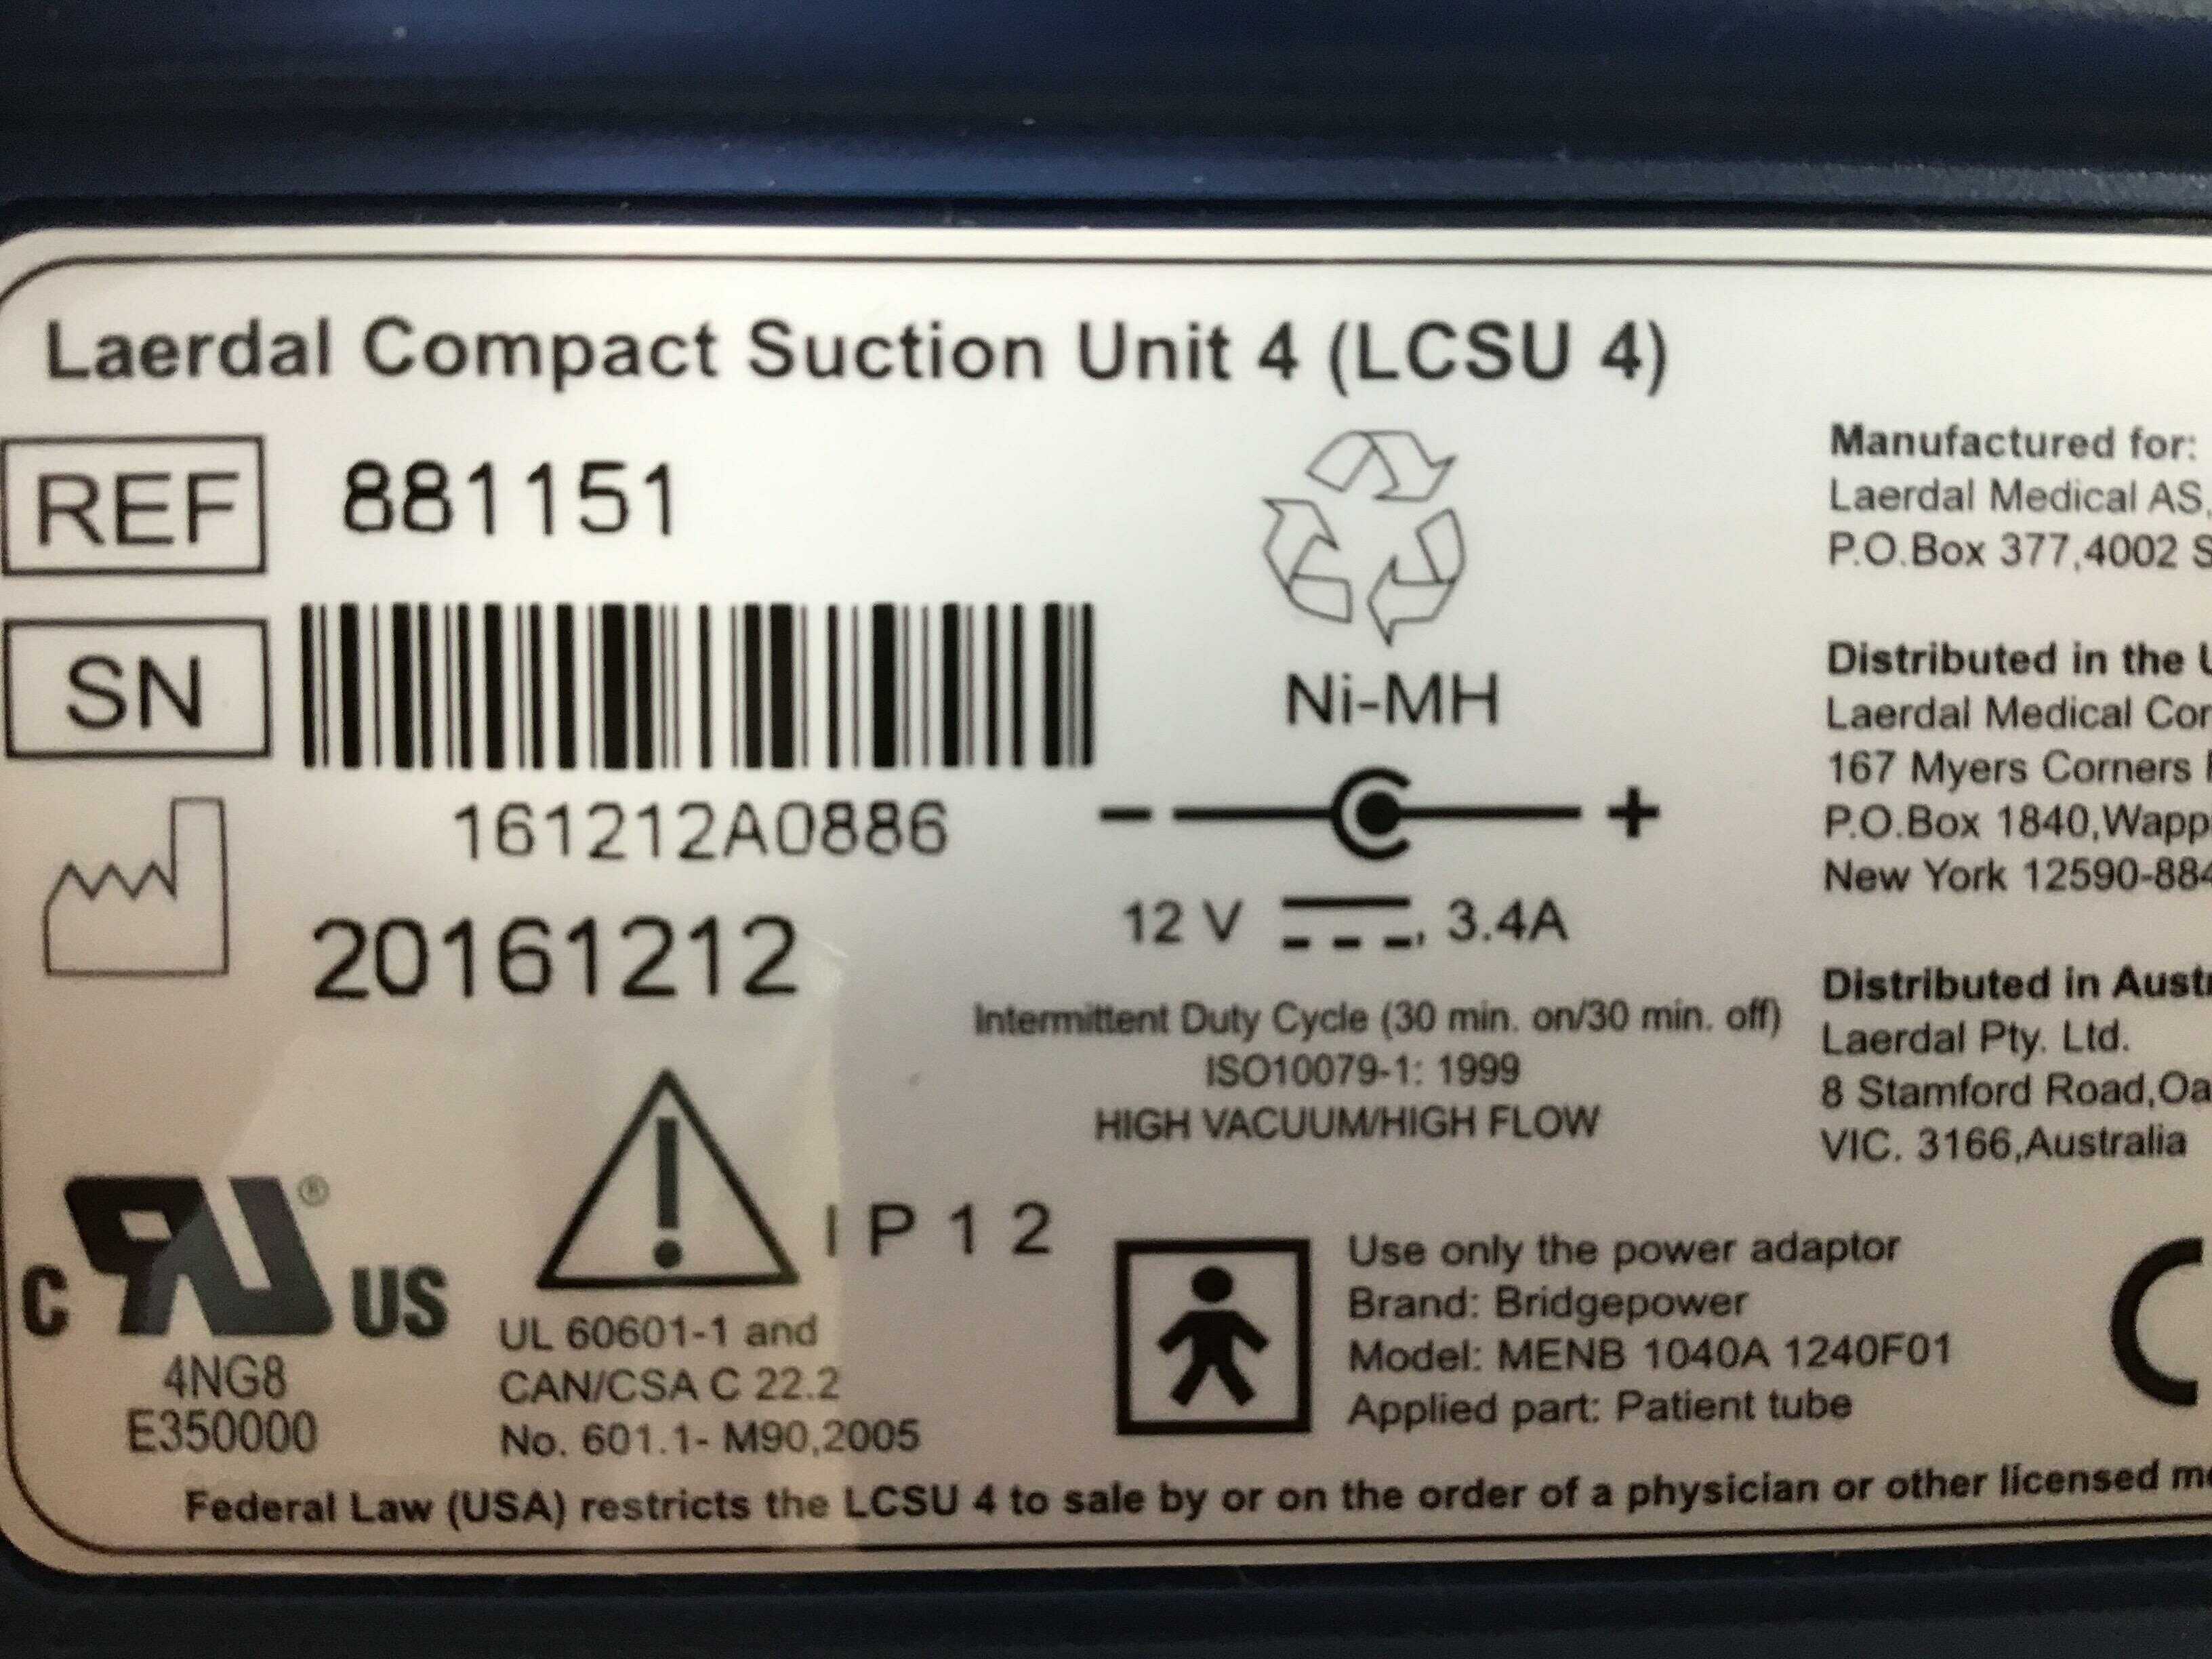 Laerdal Compact Suction Unit 4 (LCSU 4)
REF 881151
SN
161212A0886
20161212
Ni-MH
− +
12 V ⎓, 3.4A
Intermittent Duty Cycle (30 min. on/30 min. off)
ISO10079-1: 1999
HIGH VACUUM/HIGH FLOW
Manufactured for:
Laerdal Medical AS,
P.O.Box 377,4002
Distributed in the
Laerdal Medical
167 Myers Corners
P.O.Box 1840,
New York 12590-884
Distributed in
Laerdal Pty. Ltd.
8 Stamford Road,
VIC. 3166,Australia
C UR ® US
4NG8
E350000
! IP12
UL 60601-1 and
CAN/CSA C 22.2
No. 601.1- M90,2005
Use only the power adaptor
Brand: Bridgepower
Model: MENB 1040A 1240F01
Applied part: Patient tube
Federal Law (USA) restricts the LCSU 4 to sale by or on the order of a physician or other licensed